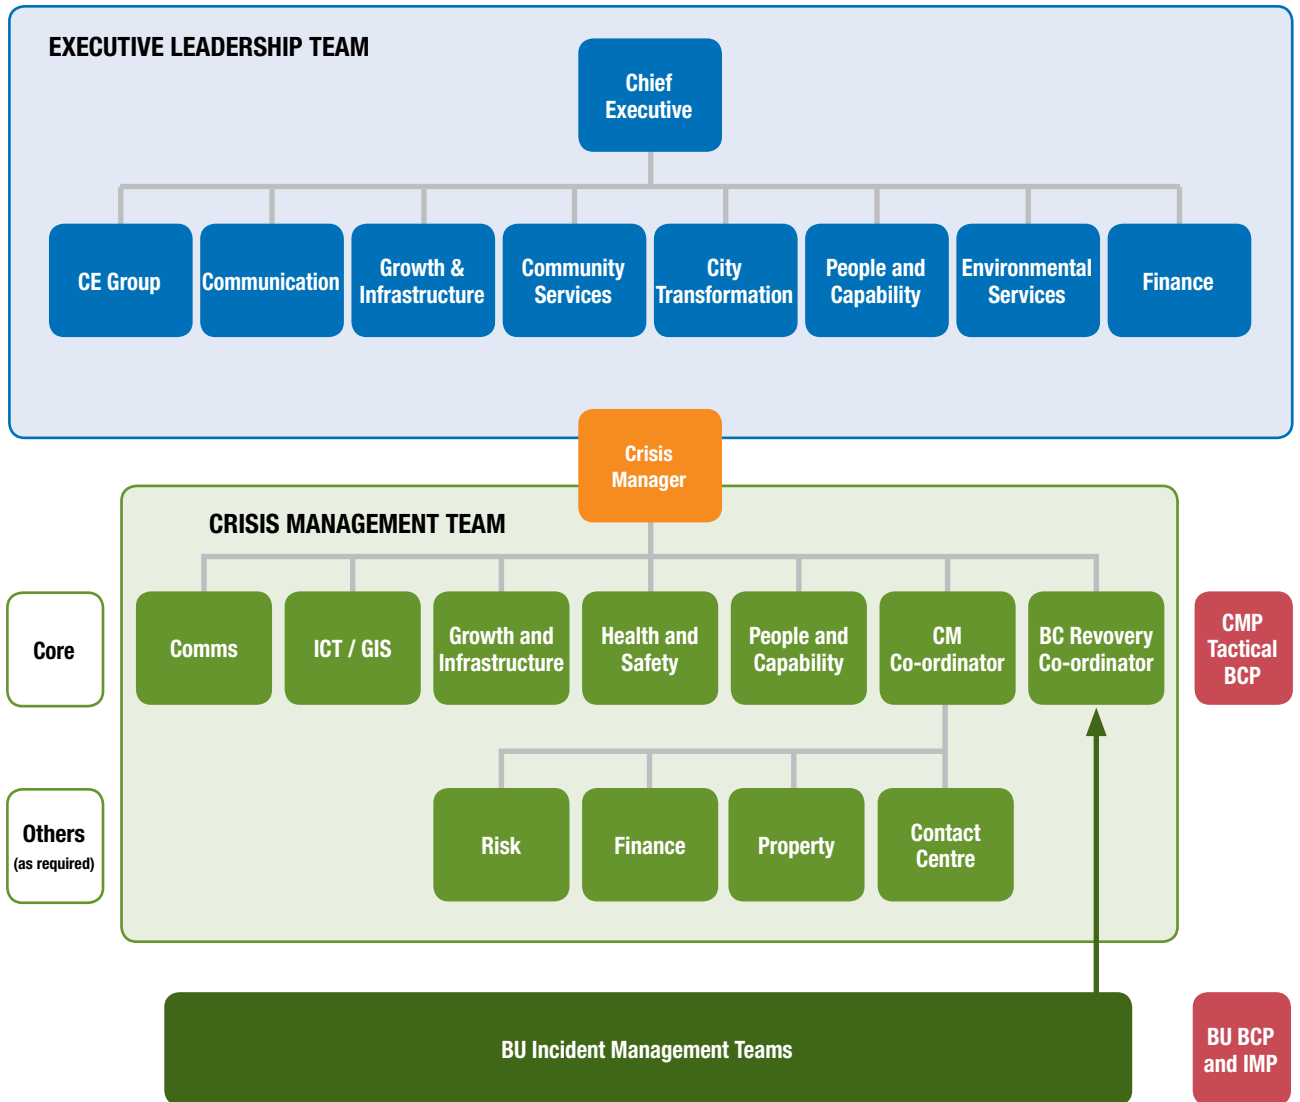 EXECUTIVE LEADERSHIP TEAM
Chief
Executive
CE Group
Communication
Growth &
Infrastructure
Community
Services
City
Transformation
People and
Capability
Environmental
Services
Finance
Crisis
Manager
CRISIS MANAGEMENT TEAM
Core
Comms
ICT / GIS
Growth and
Infrastructure
Health and
Safety
People and
Capability
CM
Co-ordinator
BC Revovery
Co-ordinator
CMP
Tactical
BCP
Others
(as required)
Risk
Finance
Property
Contact
Centre
BU Incident Management Teams
BU BCP
and IMP